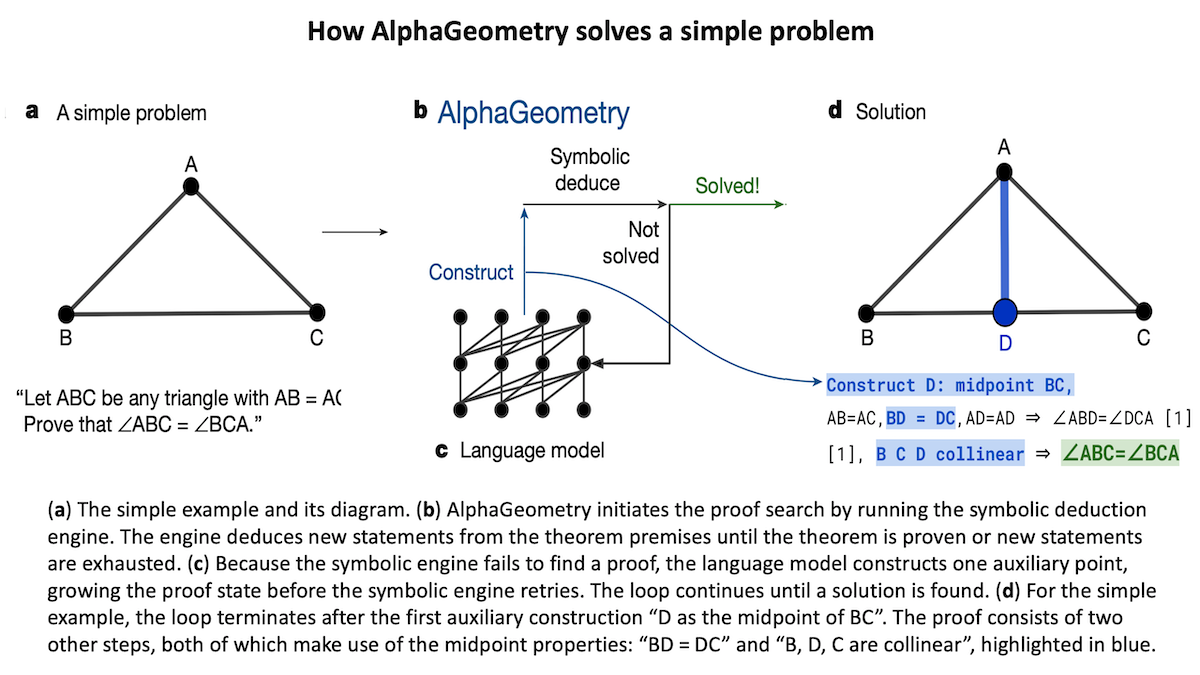 How AlphaGeometry solves a simple problem
a A simple problem
A
B
C
“Let ABC be any triangle with AB = AC
Prove that ∠ABC = ∠BCA.”
b AlphaGeometry
Symbolic
deduce
Solved!
Not
solved
Construct
c Language model
d Solution
A
B
D
C
Construct D: midpoint BC,
AB=AC, BD = DC, AD=AD ⇒ ∠ABD=∠DCA [1]
[1], B C D collinear ⇒ ∠ABC=∠BCA
(a) The simple example and its diagram. (b) AlphaGeometry initiates the proof search by running the symbolic deduction
engine. The engine deduces new statements from the theorem premises until the theorem is proven or new statements
are exhausted. (c) Because the symbolic engine fails to find a proof, the language model constructs one auxiliary point,
growing the proof state before the symbolic engine retries. The loop continues until a solution is found. (d) For the simple
example, the loop terminates after the first auxiliary construction “D as the midpoint of BC”. The proof consists of two
other steps, both of which make use of the midpoint properties: “BD = DC” and “B, D, C are collinear”, highlighted in blue.